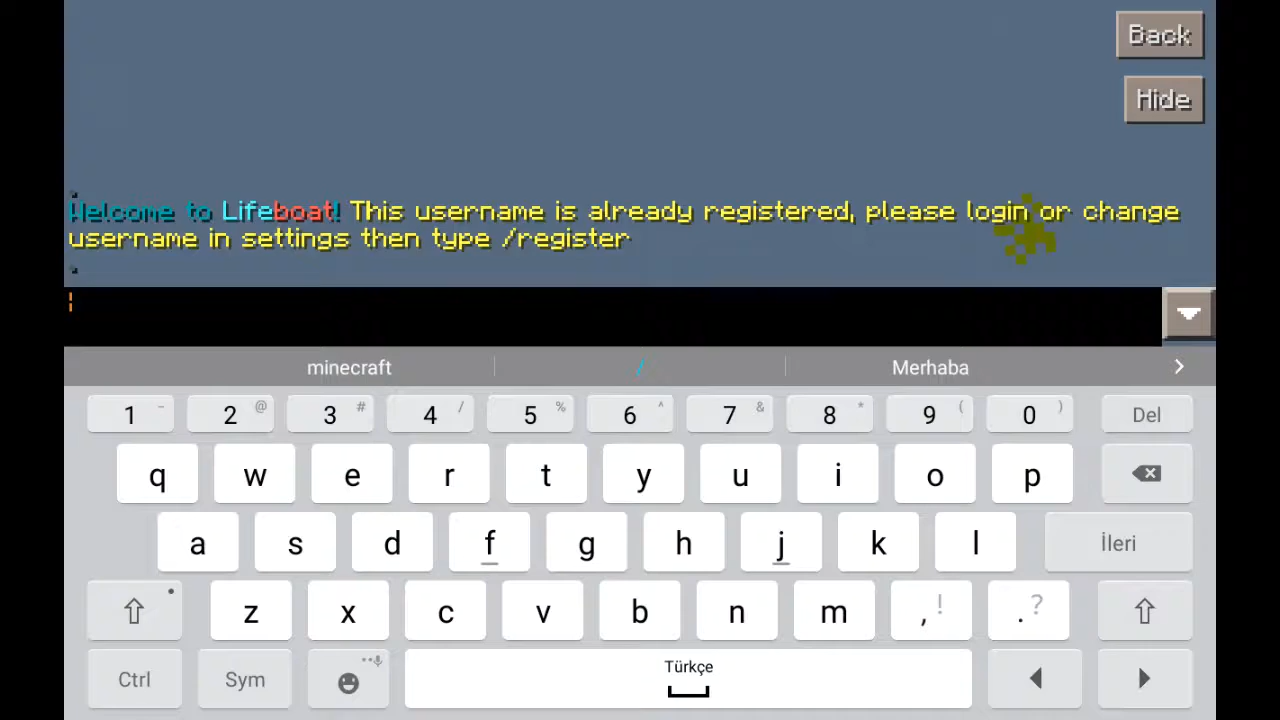 Back
Hide
Welcome to Lifeboat! This username is already registered, please login or change
username in settings then type /register
minecraft / Merhaba >
1 - 2 @ 3 # 4 / 5 % 6 ^ 7 & 8 * 9 ( 0 ) Del
q w e r t y u i o p
a s d f g h j k l İleri
z x c v b n m , ! . ?
Ctrl Sym Türkçe